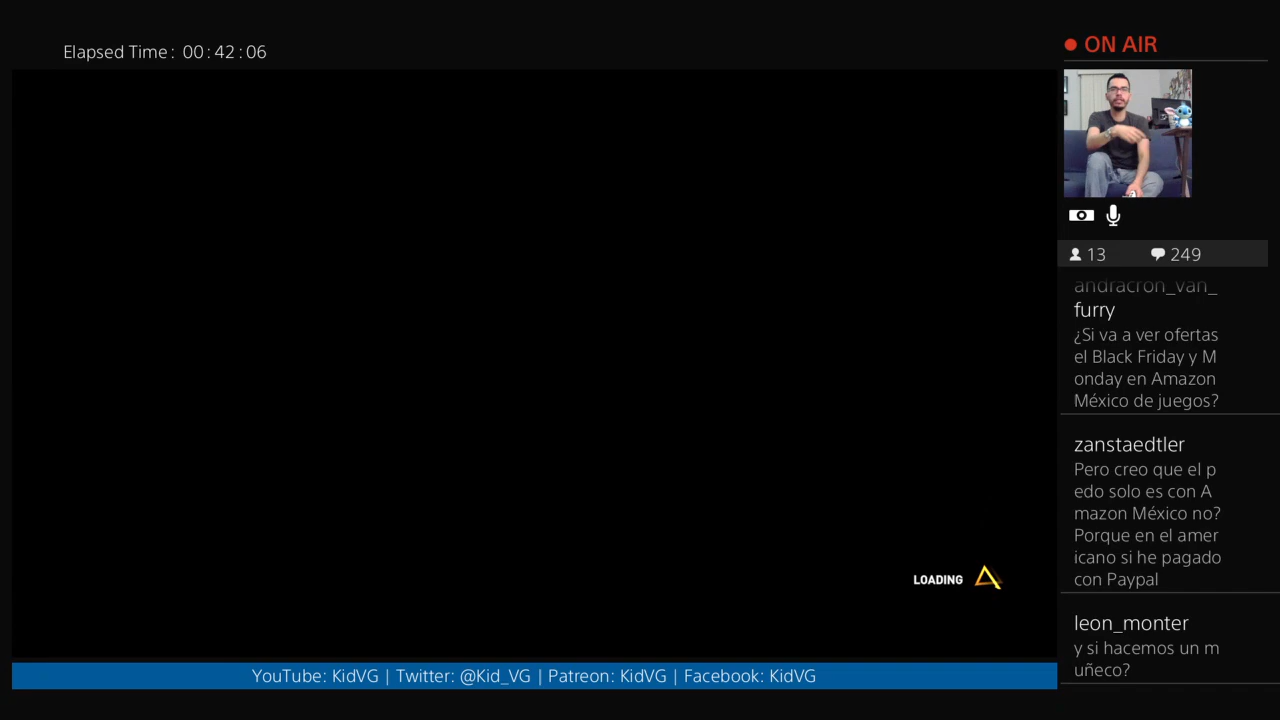 Elapsed Time: 00:42:06
ON AIR
13 249
andracron_van_
furry
¿Si va a ver ofertas
el Black Friday y M
onday en Amazon
México de juegos?
zanstaedtler
Pero creo que el p
edo solo es con A
mazon México no?
Porque en el amer
icano si he pagado
con Paypal
LOADING
leon_monter
y si hacemos un m
uñeco?
YouTube: KidVG | Twitter: @Kid_VG | Patreon: KidVG | Facebook: KidVG